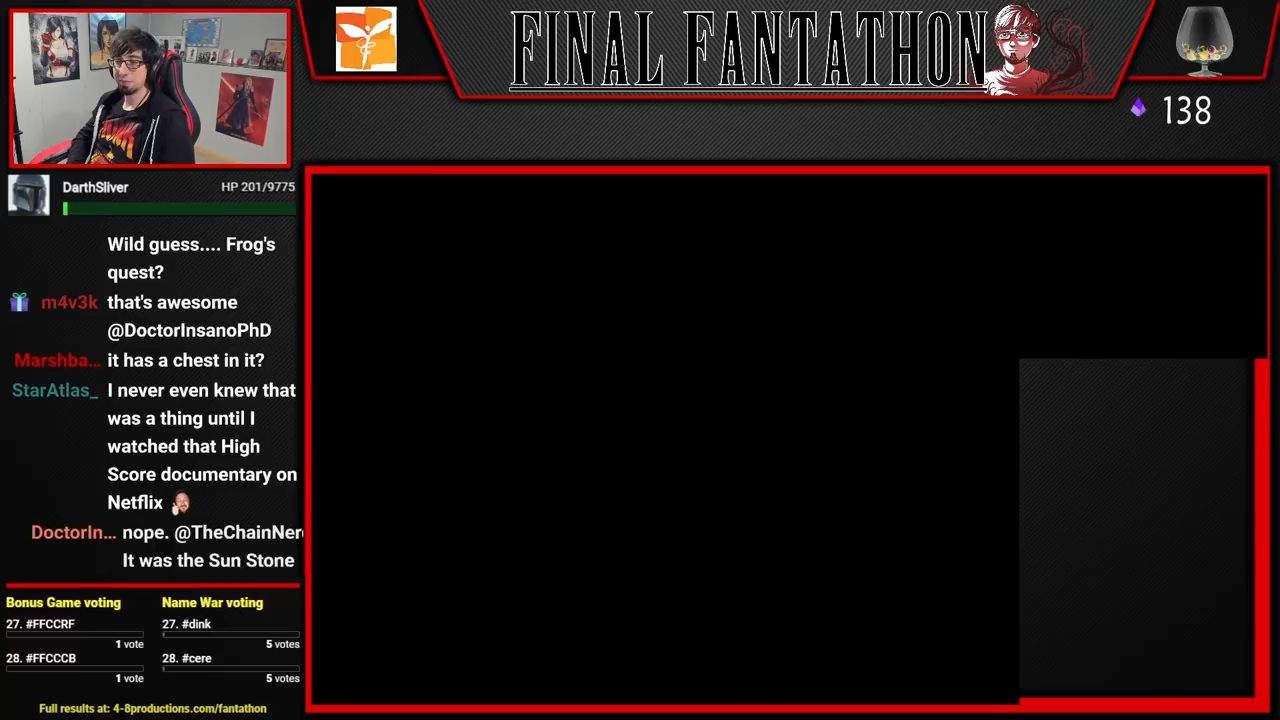 FINAL FANTATHON
138
DarthSliver HP 201/9775
Wild guess.... Frog's
quest?
m4v3k that's awesome
@DoctorInsanoPhD
Marshba... it has a chest in it?
StarAtlas_ I never even knew that
was a thing until I
watched that High
Score documentary on
Netflix
DoctorIn... nope. @TheChainNer
It was the Sun Stone
Bonus Game voting
27. #FFCCRF
1 vote
28. #FFCCCB
1 vote
Name War voting
27. #dink
5 votes
28. #cere
5 votes
Full results at: 4-8productions.com/fantathon